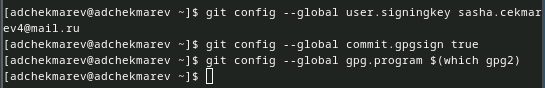 [adchekmarev@adchekmarev ~]$ git config --global user.signingkey sasha.cekmar
ev4@mail.ru
[adchekmarev@adchekmarev ~]$ git config --global commit.gpgsign true
[adchekmarev@adchekmarev ~]$ git config --global gpg.program $(which gpg2)
[adchekmarev@adchekmarev ~]$